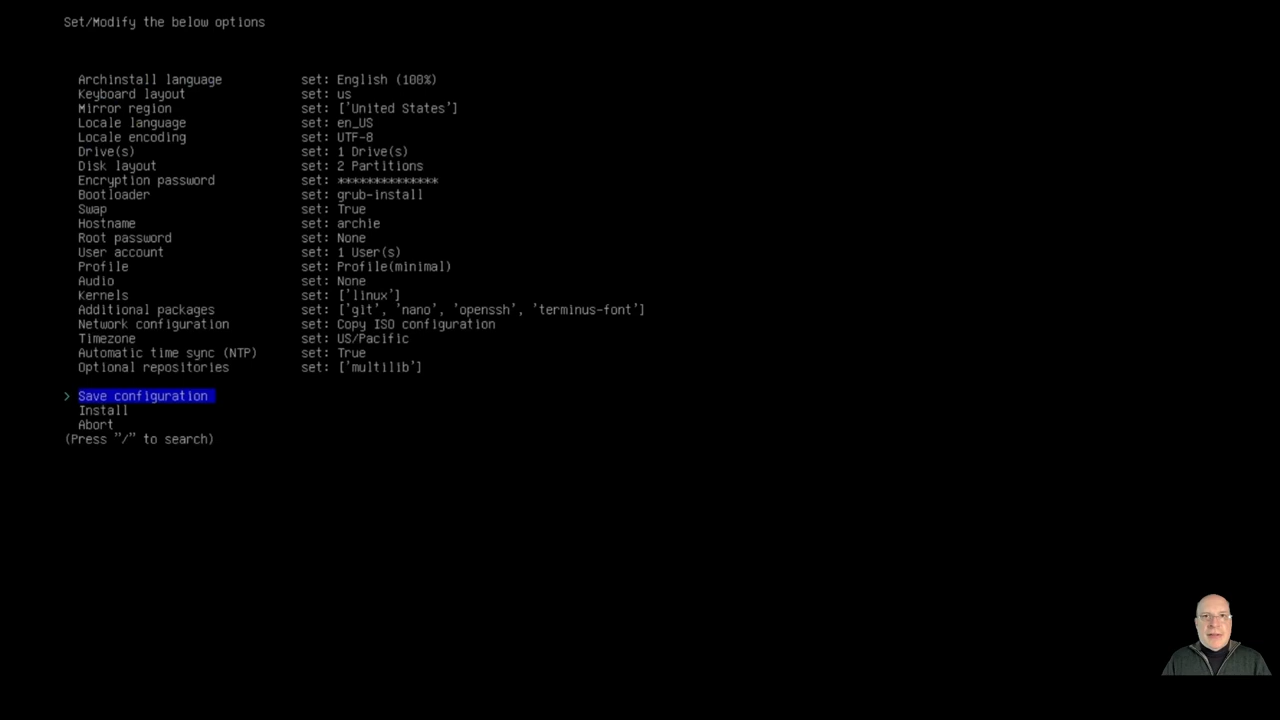 Set/Modify the below options
Archinstall language set: English (100%)
Keyboard layout set: us
Mirror region set: ['United States']
Locale language set: en_US
Locale encoding set: UTF-8
Drive(s) set: 1 Drive(s)
Disk layout set: 2 Partitions
Encryption password set: **************
Bootloader set: grub-install
Swap set: True
Hostname set: archie
Root password set: None
User account set: 1 User(s)
Profile set: Profile(minimal)
Audio set: None
Kernels set: ['linux']
Additional packages set: ['git', 'nano', 'openssh', 'terminus-font']
Network configuration set: Copy ISO configuration
Timezone set: US/Pacific
Automatic time sync (NTP) set: True
Optional repositories set: ['multilib']
> Save configuration
Install
Abort
(Press "/" to search)